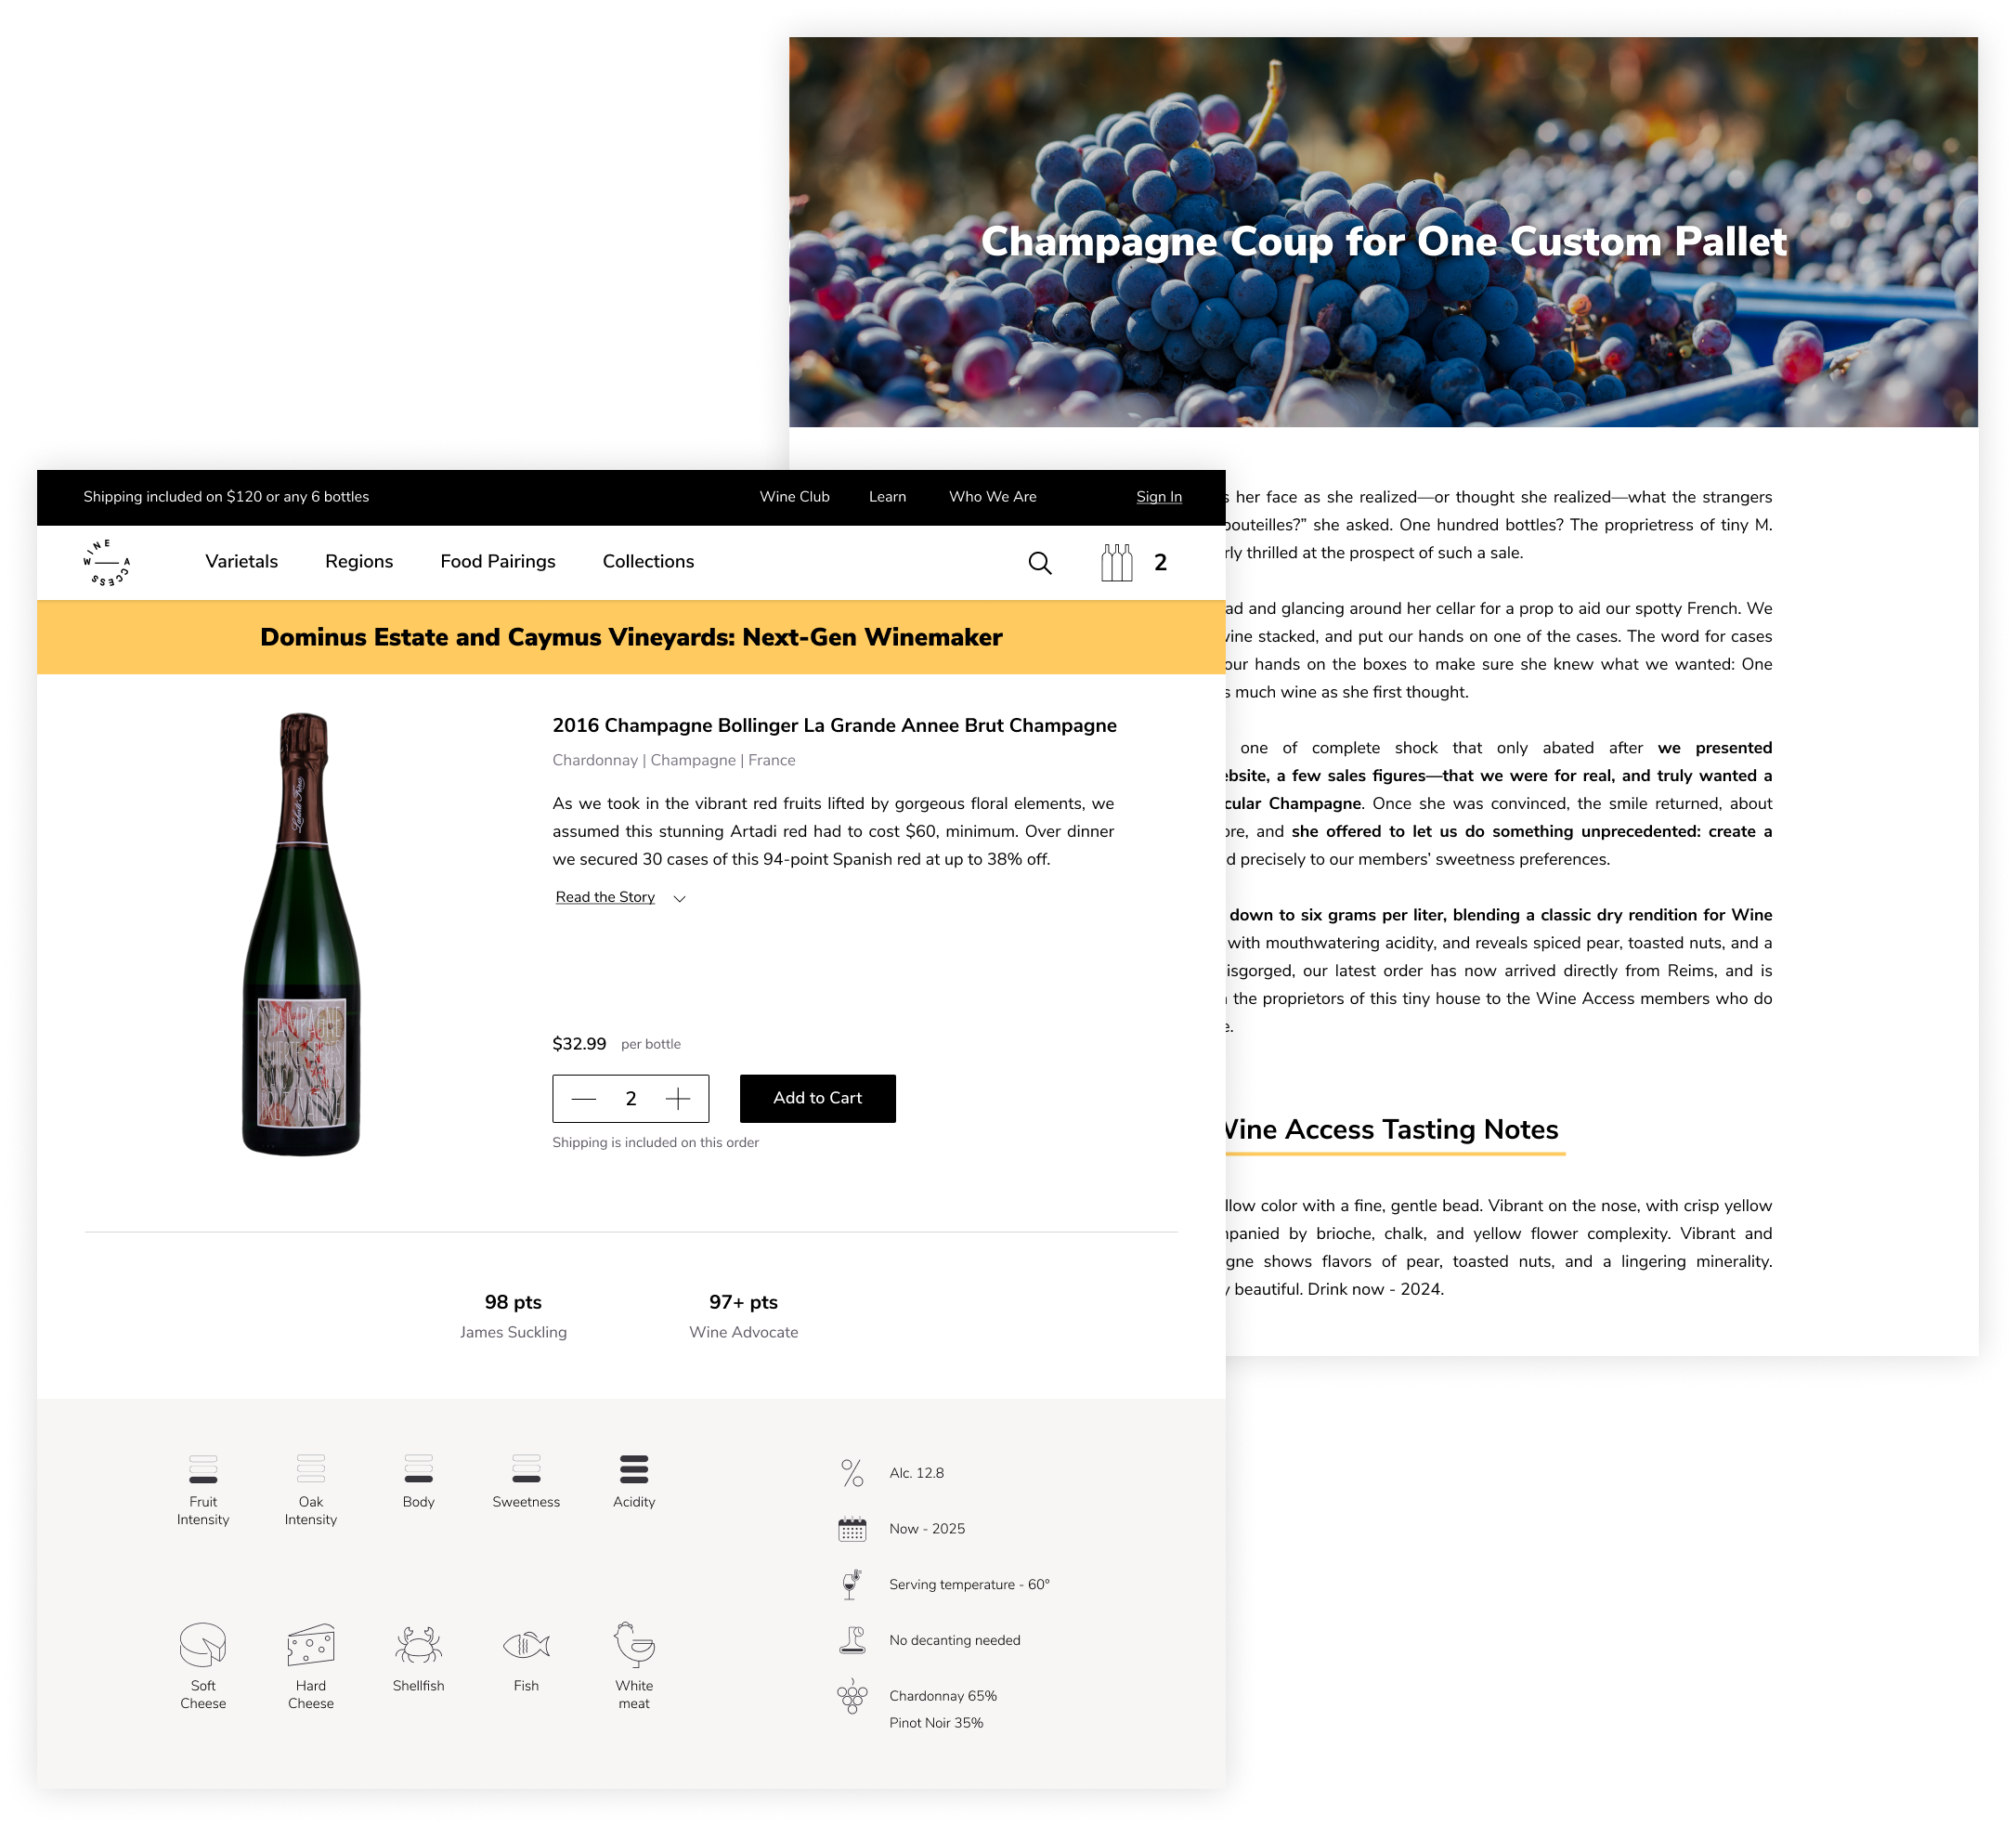 Champagne Coup for One Custom Pallet
her face as she realized—or thought she realized—what the strangers
bouteilles?” she asked. One hundred bottles? The proprietress of tiny M.
thrilled at the prospect of such a sale.
and glancing around her cellar for a prop to aid our spotty French. We
wine stacked, and put our hands on one of the cases. The word for cases
our hands on the boxes to make sure she knew what we wanted: One
much wine as she first thought.
one of complete shock that only abated after we presented
website, a few sales figures—that we were for real, and truly wanted a
Champagne. Once she was convinced, the smile returned, about
and she offered to let us do something unprecedented: create a
precisely to our members’ sweetness preferences.
down to six grams per liter, blending a classic dry rendition for Wine
with mouthwatering acidity, and reveals spiced pear, toasted nuts, and a
disgorged, our latest order has now arrived directly from Reims, and is
the proprietors of this tiny house to the Wine Access members who do
Wine Access Tasting Notes
color with a fine, gentle bead. Vibrant on the nose, with crisp yellow
by brioche, chalk, and yellow flower complexity. Vibrant and
shows flavors of pear, toasted nuts, and a lingering minerality.
beautiful. Drink now - 2024.
Shipping included on $120 or any 6 bottles
Wine Club
Learn
Who We Are
Sign In
WINE ACCESS
Varietals
Regions
Food Pairings
Collections
2
Dominus Estate and Caymus Vineyards: Next-Gen Winemaker
2016 Champagne Bollinger La Grande Annee Brut Champagne
Chardonnay | Champagne | France
As we took in the vibrant red fruits lifted by gorgeous floral elements, we
assumed this stunning Artadi red had to cost $60, minimum. Over dinner
we secured 30 cases of this 94-point Spanish red at up to 38% off.
Read the Story
$32.99 per bottle
2
Add to Cart
Shipping is included on this order
98 pts
James Suckling
97+ pts
Wine Advocate
Fruit
Intensity
Oak
Intensity
Body
Sweetness
Acidity
Soft
Cheese
Hard
Cheese
Shellfish
Fish
White
meat
Alc. 12.8
Now - 2025
Serving temperature - 60°
No decanting needed
Chardonnay 65%
Pinot Noir 35%